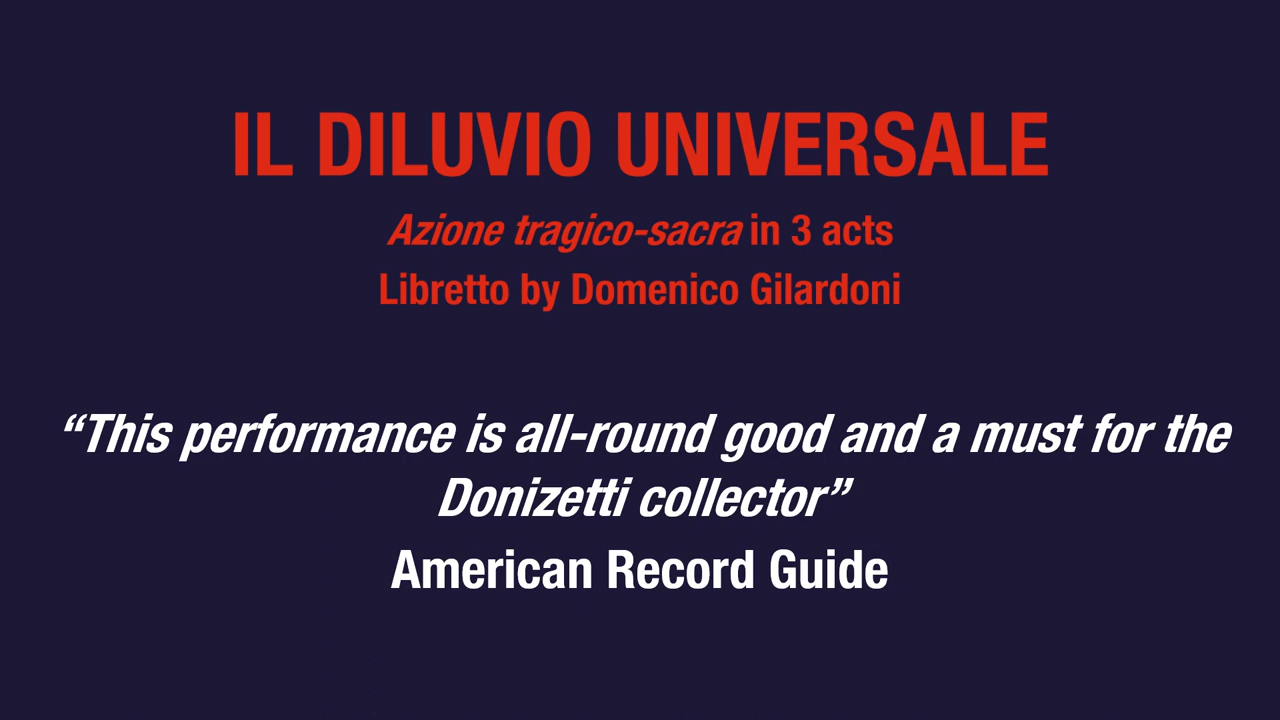 IL DILUVIO UNIVERSALE
Azione tragico-sacra in 3 acts
Libretto by Domenico Gilardoni
“This performance is all-round good and a must for the
Donizetti collector”
American Record Guide